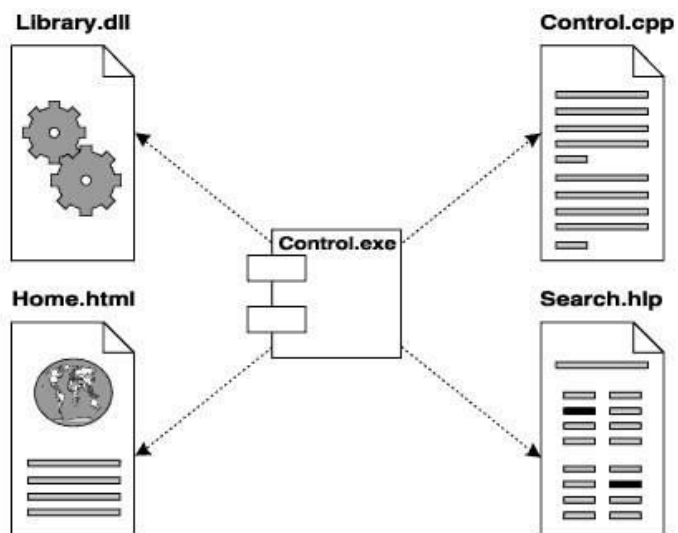 Library.dll
Control.cpp
Control.exe
Home.html
Search.hlp